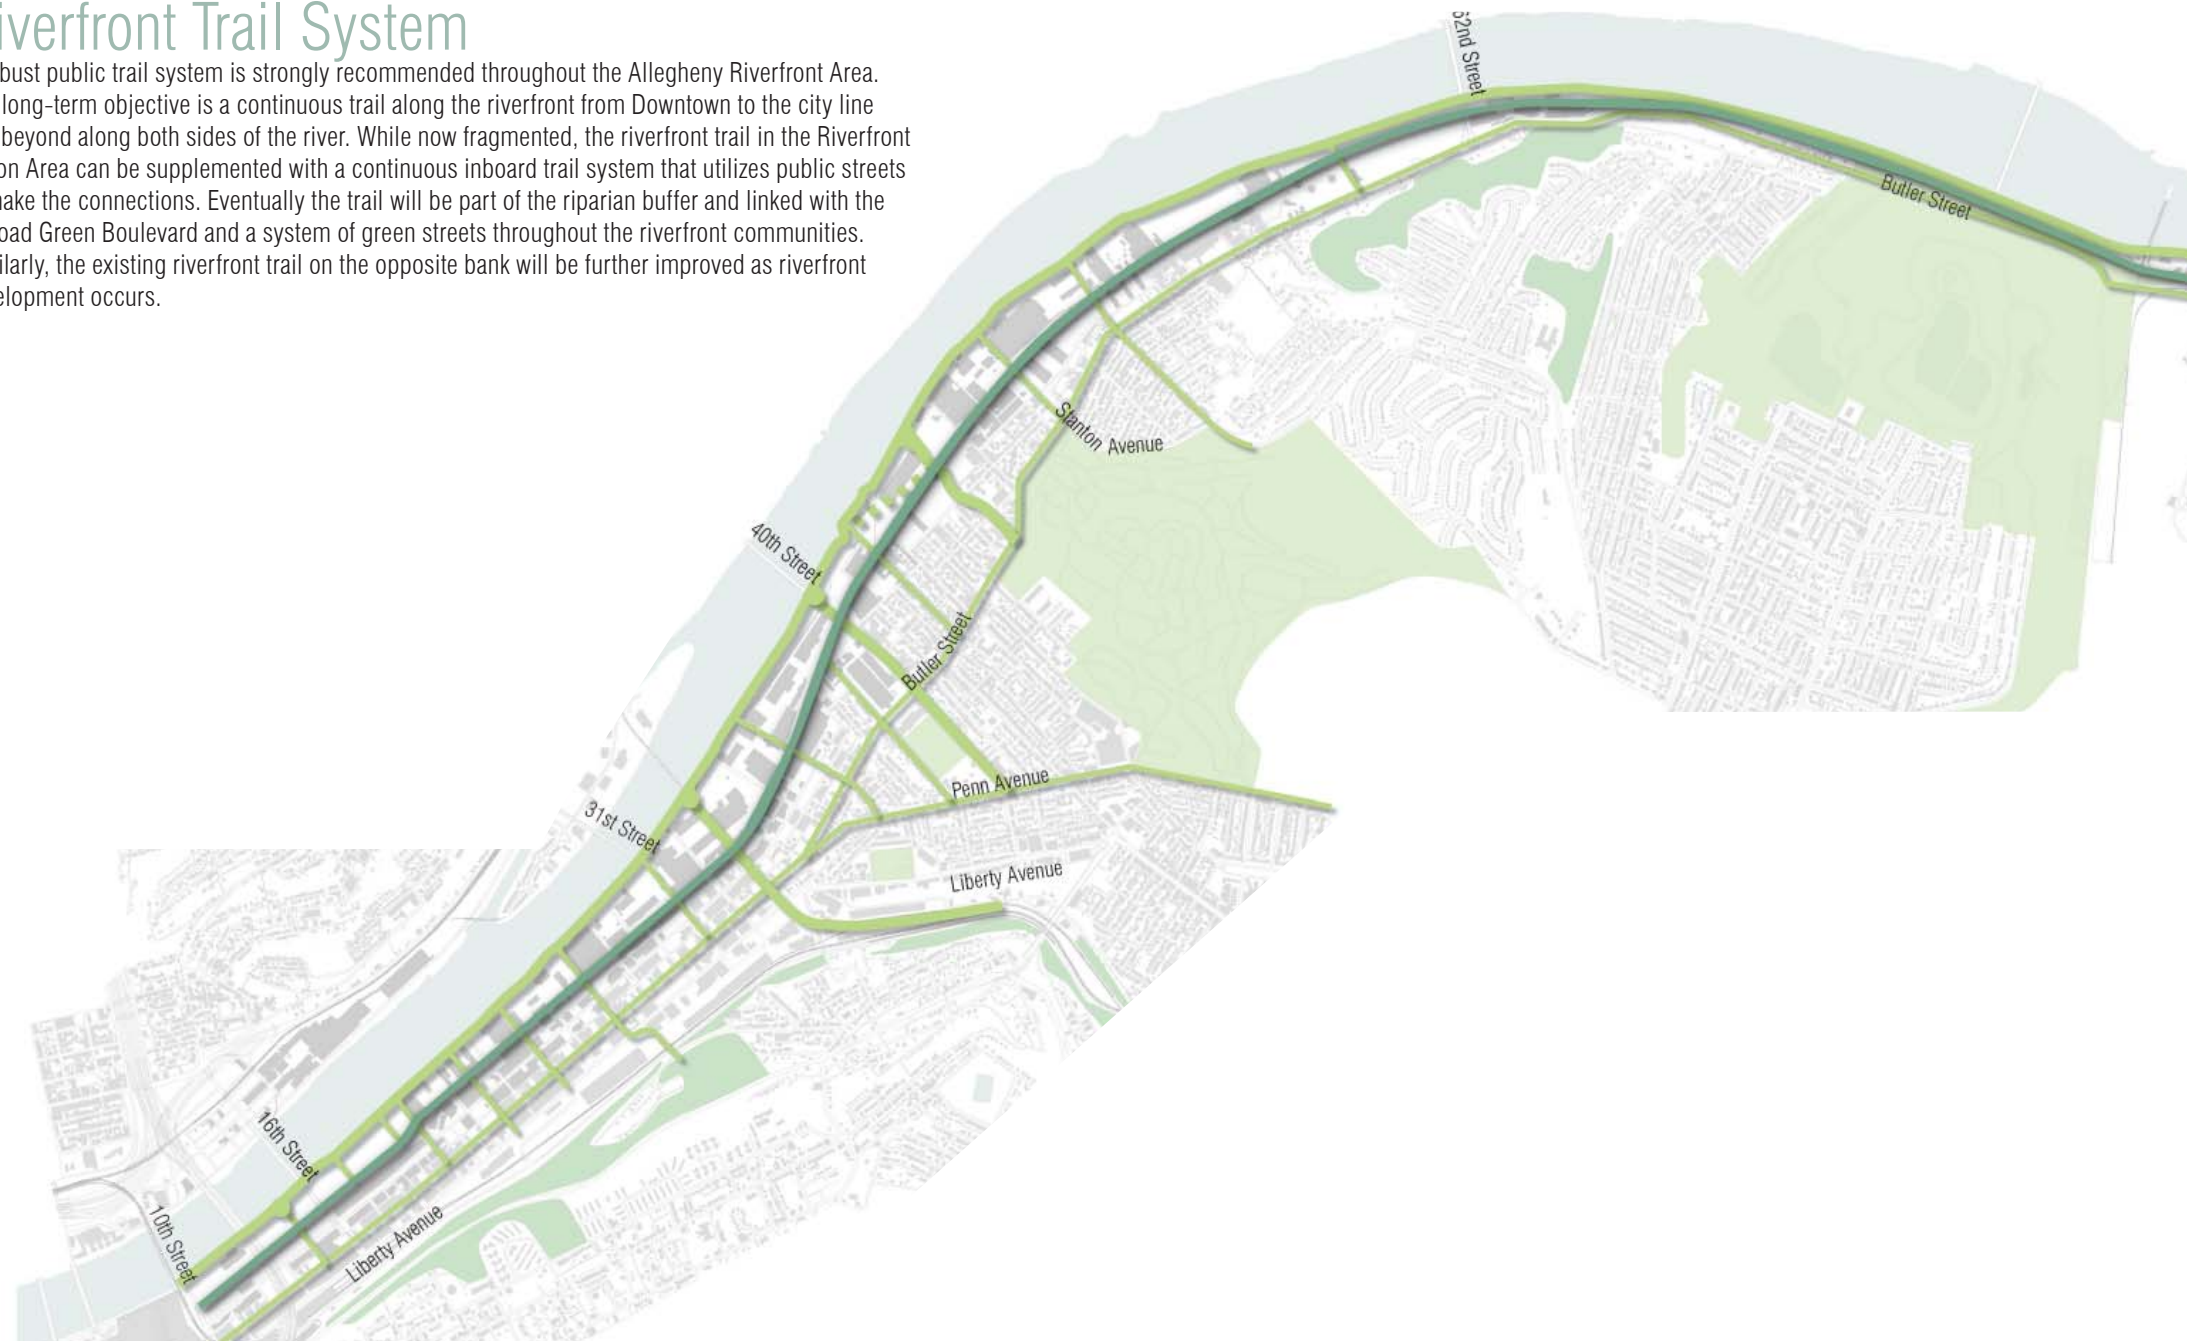 iverfront Trail System
bust public trail system is strongly recommended throughout the Allegheny Riverfront Area.
long-term objective is a continuous trail along the riverfront from Downtown to the city line
beyond along both sides of the river. While now fragmented, the riverfront trail in the Riverfront
on Area can be supplemented with a continuous inboard trail system that utilizes public streets
ake the connections. Eventually the trail will be part of the riparian buffer and linked with the
oad Green Boulevard and a system of green streets throughout the riverfront communities.
ilarly, the existing riverfront trail on the opposite bank will be further improved as riverfront
elopment occurs.
62nd Street
Butler Street
Stanton Avenue
40th Street
Butler Street
Penn Avenue
31st Street
Liberty Avenue
16th Street
10th Street
Liberty Avenue